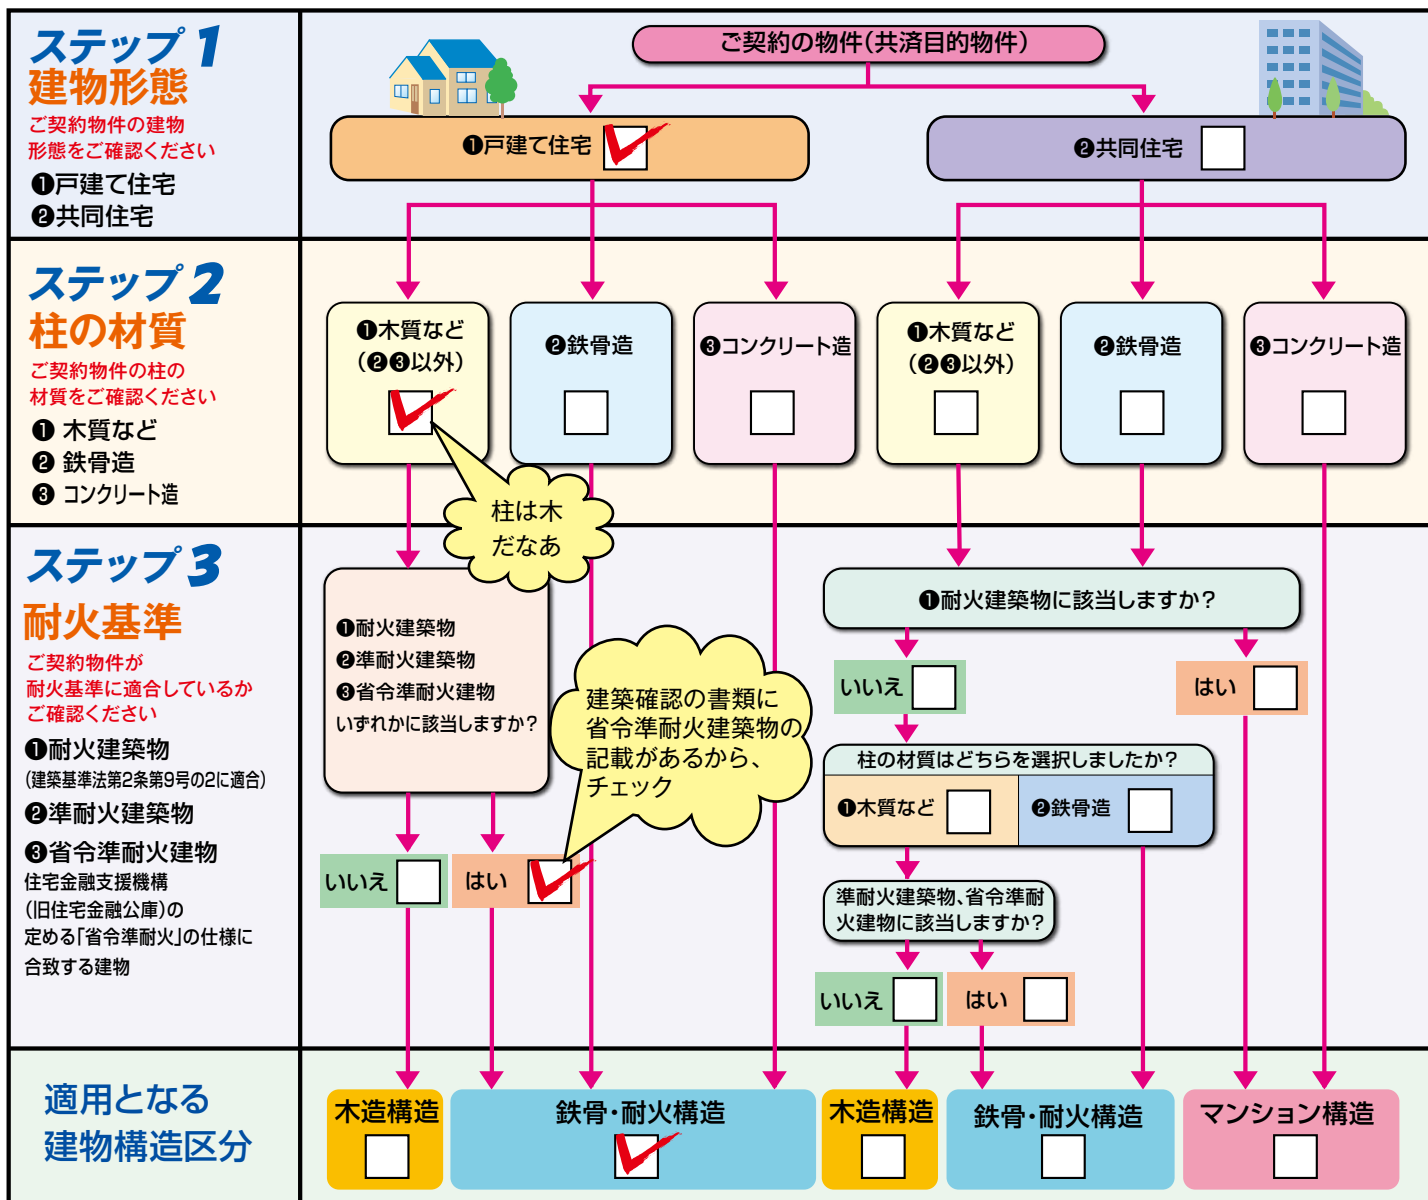 ステップ 1
建物形態
ご契約物件の建物
形態をご確認ください
❶戸建て住宅
❷共同住宅
ご契約の物件(共済目的物件)
❶戸建て住宅
❷共同住宅
ステップ 2
柱の材質
ご契約物件の柱の
材質をご確認ください
❶ 木質など
❷ 鉄骨造
❸ コンクリート造
❶木質など
(❷❸以外)
❷鉄骨造
❸コンクリート造
❶木質など
(❷❸以外)
❷鉄骨造
❸コンクリート造
柱は木
だなあ
ステップ 3
耐火基準
ご契約物件が
耐火基準に適合しているか
ご確認ください
❶耐火建築物
(建築基準法第2条第9号の2に適合)
❷準耐火建築物
❸省令準耐火建物
住宅金融支援機構
(旧住宅金融公庫)の
定める「省令準耐火」の仕様に
合致する建物
❶耐火建築物
❷準耐火建築物
❸省令準耐火建物
いずれかに該当しますか?
建築確認の書類に
省令準耐火建築物の
記載があるから、
チェック
いいえ
はい
❶耐火建築物に該当しますか?
いいえ
はい
柱の材質はどちらを選択しましたか?
❶木質など
❷鉄骨造
準耐火建築物、省令準耐
火建物に該当しますか?
いいえ
はい
適用となる
建物構造区分
木造構造
鉄骨・耐火構造
木造構造
鉄骨・耐火構造
マンション構造